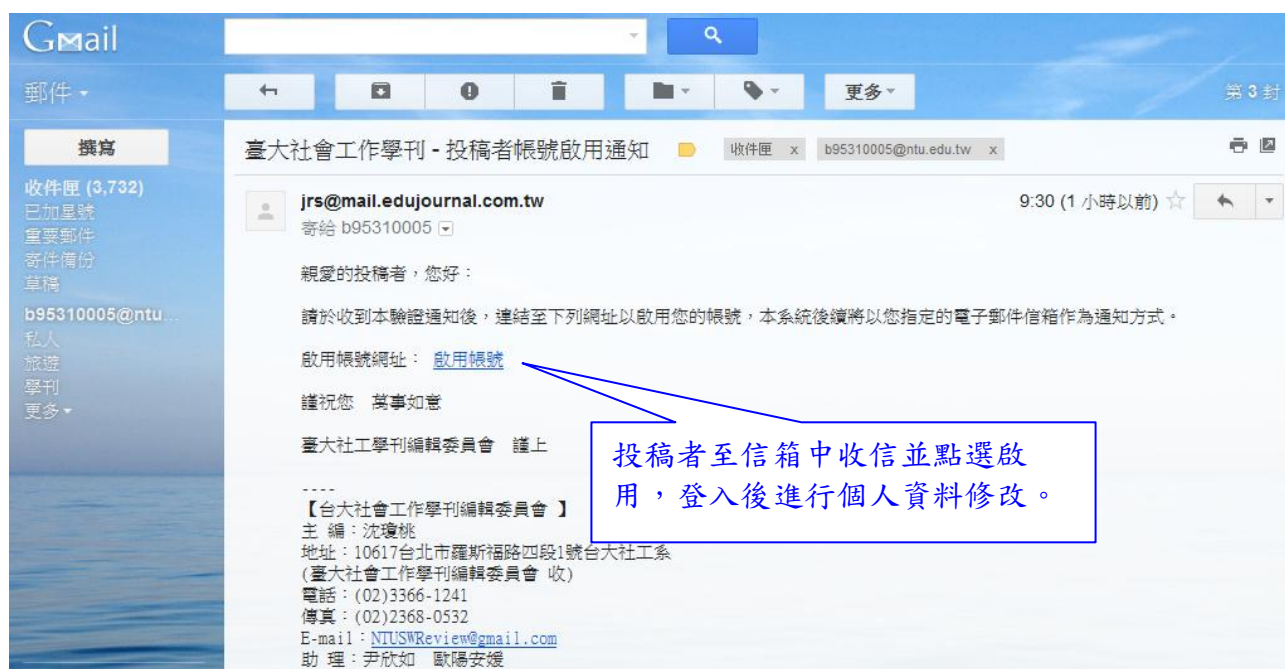 Gmail
郵件
更多
第 3 封
撰寫
臺大社會工作學刊 - 投稿者帳號啟用通知
收件匣 x
b95310005@ntu.edu.tw x
收件匣 (3,732)
已加星號
重要郵件
寄件備份
草稿
b95310005@ntu...
私人
旅遊
學刊
更多
jrs@mail.edujournal.com.tw
9:30 (1 小時以前)
寄給 b95310005
親愛的投稿者，您好：
請於收到本驗證通知後，連結至下列網址以啟用您的帳號，本系統後續將以您指定的電子郵件信箱作為通知方式。
啟用帳號網址： 啟用帳號
謹祝您 萬事如意
臺大社工學刊編輯委員會 謹上
投稿者至信箱中收信並點選啟
用，登入後進行個人資料修改。
----
【台大社會工作學刊編輯委員會 】
主 編：沈瓊桃
地址：10617台北市羅斯福路四段1號台大社工系
(臺大社會工作學刊編輯委員會 收)
電話：(02)3366-1241
傳真：(02)2368-0532
E-mail：NTUSWReview@gmail.com
助 理：尹欣如 歐陽安媛